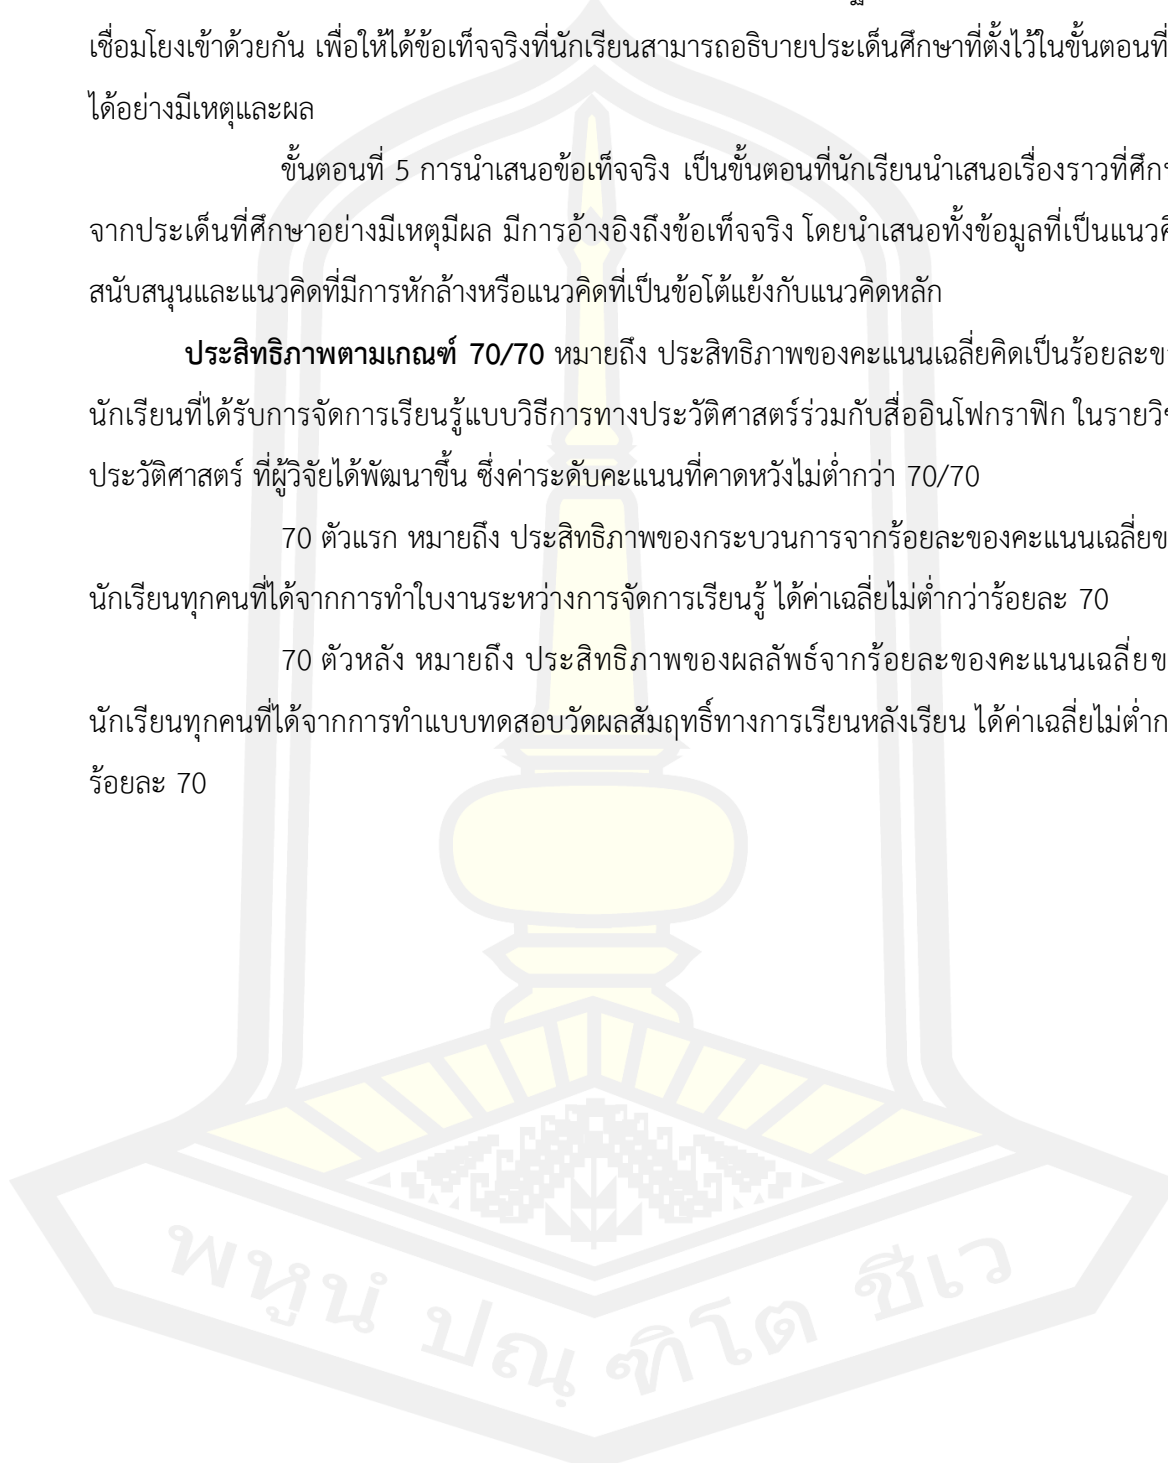 เชื่อมโยงเข้าด้วยกัน เพื่อให้ได้ข้อเท็จจริงที่นักเรียนสามารถอธิบายประเด็นศึกษาที่ตั้งไว้ในขั้นตอนที่
ได้อย่างมีเหตุและผล
ขั้นตอนที่ 5 การนำเสนอข้อเท็จจริง เป็นขั้นตอนที่นักเรียนนำเสนอเรื่องราวที่ศึก
จากประเด็นที่ศึกษาอย่างมีเหตุมีผล มีการอ้างอิงถึงข้อเท็จจริง โดยนำเสนอทั้งข้อมูลที่เป็นแนวคิ
สนับสนุนและแนวคิดที่มีการหักล้างหรือแนวคิดที่เป็นข้อโต้แย้งกับแนวคิดหลัก
ประสิทธิภาพตามเกณฑ์ 70/70 หมายถึง ประสิทธิภาพของคะแนนเฉลี่ยคิดเป็นร้อยละข
นักเรียนที่ได้รับการจัดการเรียนรู้แบบวิธีการทางประวัติศาสตร์ร่วมกับสื่ออินโฟกราฟิก ในรายวิ
ประวัติศาสตร์ ที่ผู้วิจัยได้พัฒนาขึ้น ซึ่งค่าระดับคะแนนที่คาดหวังไม่ต่ำกว่า 70/70
70 ตัวแรก หมายถึง ประสิทธิภาพของกระบวนการจากร้อยละของคะแนนเฉลี่ยข
นักเรียนทุกคนที่ได้จากการทำใบงานระหว่างการจัดการเรียนรู้ ได้ค่าเฉลี่ยไม่ต่ำกว่าร้อยละ 70
70 ตัวหลัง หมายถึง ประสิทธิภาพของผลลัพธ์จากร้อยละของคะแนนเฉลี่ยข
นักเรียนทุกคนที่ได้จากการทำแบบทดสอบวัดผลสัมฤทธิ์ทางการเรียนหลังเรียน ได้ค่าเฉลี่ยไม่ต่ำก
ร้อยละ 70
พหูนํ ปณฺฑิโต ชีเว